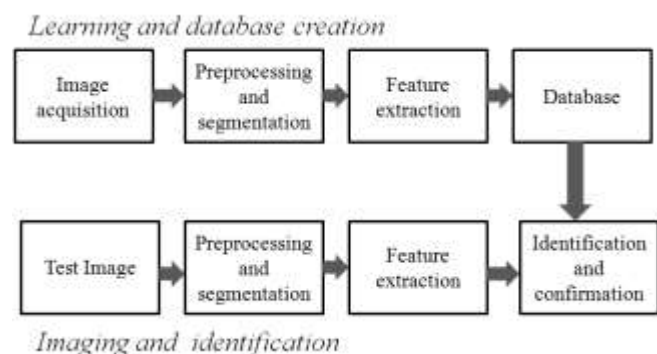 Learning and database creation
Image
acquisition
Preprocessing
and
segmentation
Feature
extraction
Database
Test Image
Preprocessing
and
segmentation
Feature
extraction
Identification
and
confirmation
Imaging and identification